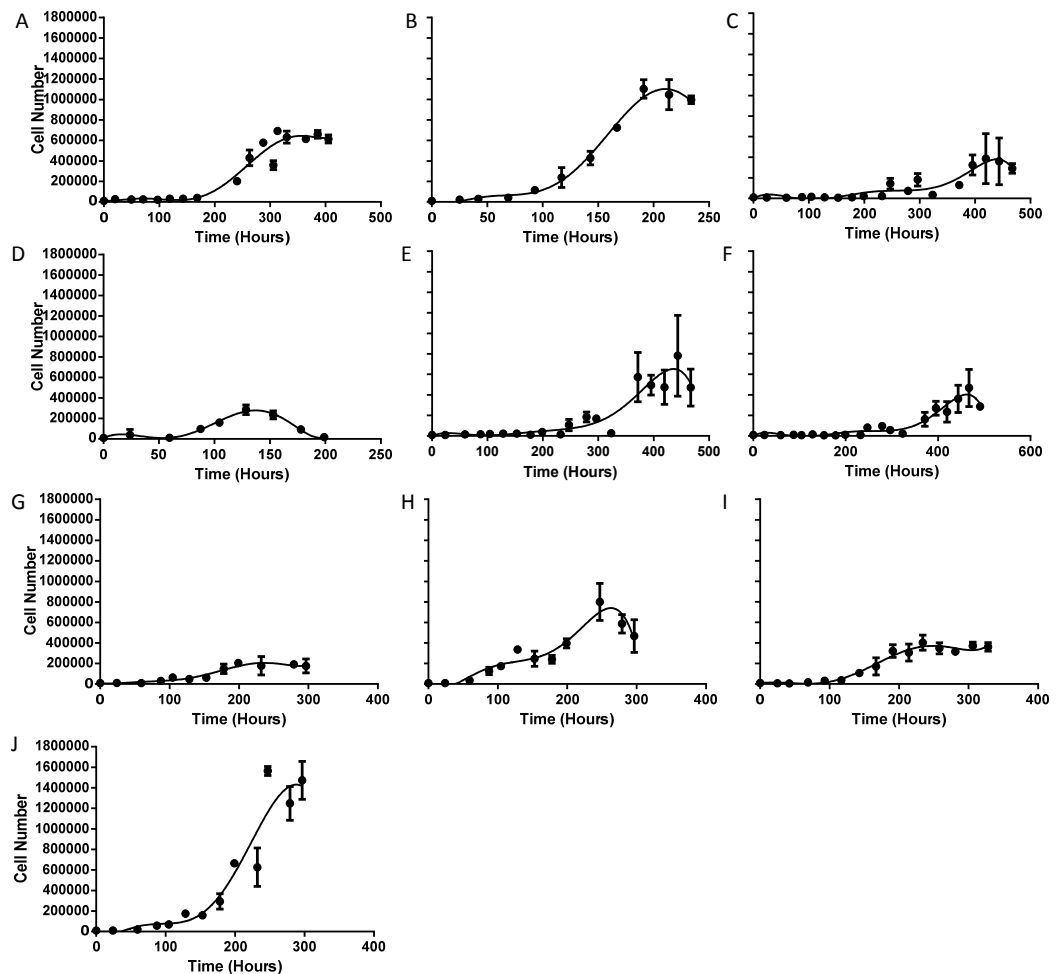 A
Cell Number
1800000
1600000
1400000
1200000
1000000
800000
600000
400000
200000
0
0 100 200 300 400 500
Time (Hours)
B
0 50 100 150 200 250
Time (Hours)
C
0 100 200 300 400 500
Time (Hours)
D
Cell Number
1800000
1600000
1400000
1200000
1000000
800000
600000
400000
200000
0
0 50 100 150 200 250
Time (Hours)
E
0 100 200 300 400 500
Time (Hours)
F
0 200 400 600
Time (Hours)
G
Cell Number
1800000
1600000
1400000
1200000
1000000
800000
600000
400000
200000
0
0 100 200 300 400
Time (Hours)
H
0 100 200 300 400
Time (Hours)
I
0 100 200 300 400
Time (Hours)
J
Cell Number
1800000
1600000
1400000
1200000
1000000
800000
600000
400000
200000
0
0 100 200 300 400
Time (Hours)